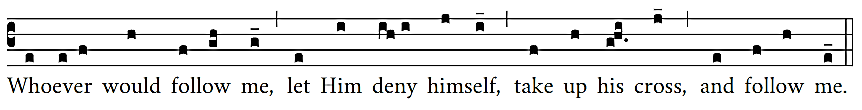 Whoever would follow me, let Him deny himself, take up his cross, and follow me.